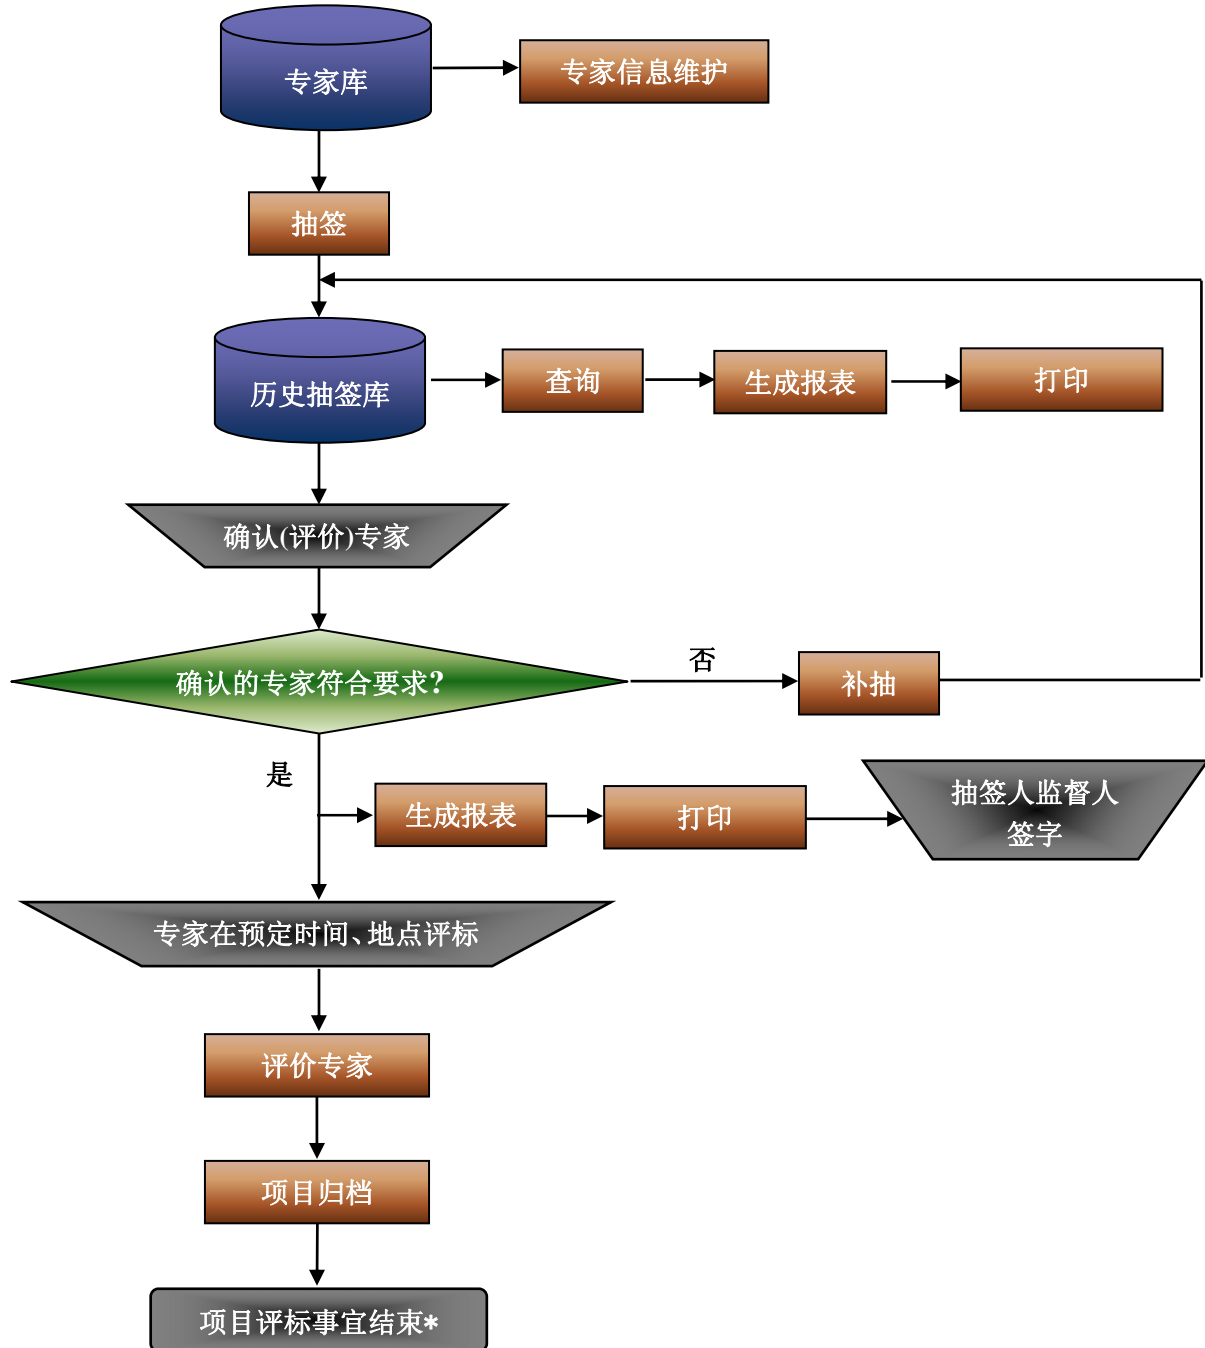 专家库
专家信息维护
抽签
历史抽签库
查询
生成报表
打印
确认(评价)专家
确认的专家符合要求?
否
补抽
是
生成报表
打印
抽签人监督人
签字
专家在预定时间、地点评标
评价专家
项目归档
项目评标事宜结束*